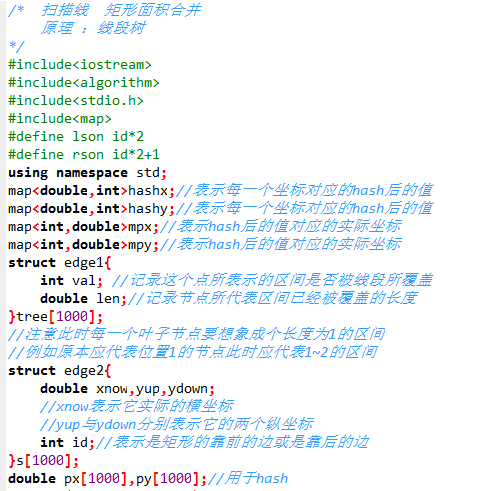 /*  扫描线  矩形面积合并
    原理 : 线段树
*/
#include<iostream>
#include<algorithm>
#include<stdio.h>
#include<map>
#define lson id*2
#define rson id*2+1
using namespace std;
map<double,int>hashx;//表示每一个坐标对应的hash后的值
map<double,int>hashy;//表示每一个坐标对应的hash后的值
map<int,double>mpx;//表示hash后的值对应的实际坐标
map<int,double>mpy;//表示hash后的值对应的实际坐标
struct edge1{
    int val; //记录这个点所表示的区间是否被线段所覆盖
    double len;//记录节点所代表区间已经被覆盖的长度
}tree[1000];
//注意此时每一个叶子节点要想象成个长度为1的区间
//例如原本应代表位置1的节点此时应代表1~2的区间
struct edge2{
    double xnow,yup,ydown;
    //xnow表示它实际的横坐标
    //yup与ydown分别表示它的两个纵坐标
    int id;//表示是矩形的靠前的边或是靠后的边
}s[1000];
double px[1000],py[1000];//用于hash